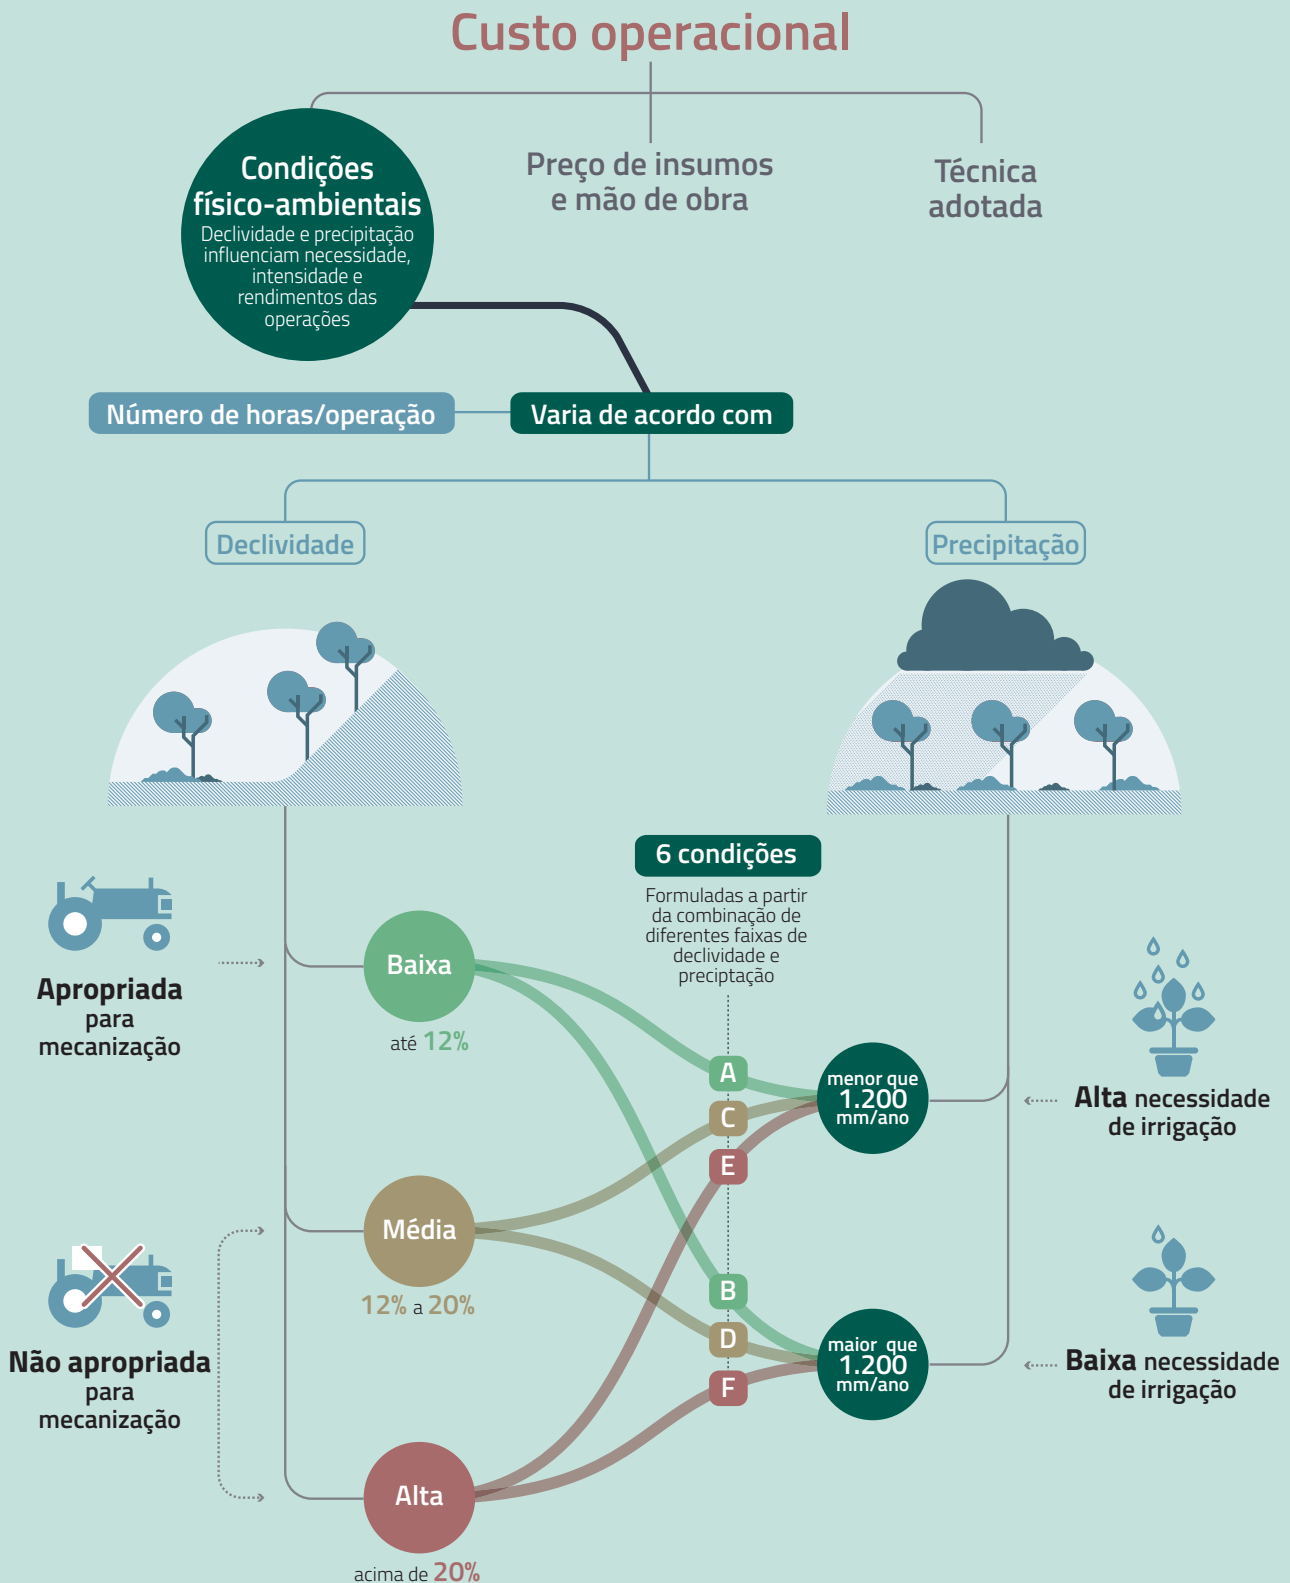 Custo operacional
Condições
físico-ambientais
Declividade e precipitação
influenciam necessidade,
intensidade e
rendimentos das
operações
Preço de insumos
e mão de obra
Técnica
adotada
Número de horas/operação
Varia de acordo com
Declividade
Precipitação
6 condições
Formuladas a partir
da combinação de
diferentes faixas de
declividade e
preciptação
Apropriada
para
mecanização
Baixa
até 12%
A
C
E
menor que
1.200
mm/ano
Alta necessidade
de irrigação
Não apropriada
para
mecanização
Média
12% a 20%
B
D
F
maior que
1.200
mm/ano
Baixa necessidade
de irrigação
Alta
acima de 20%